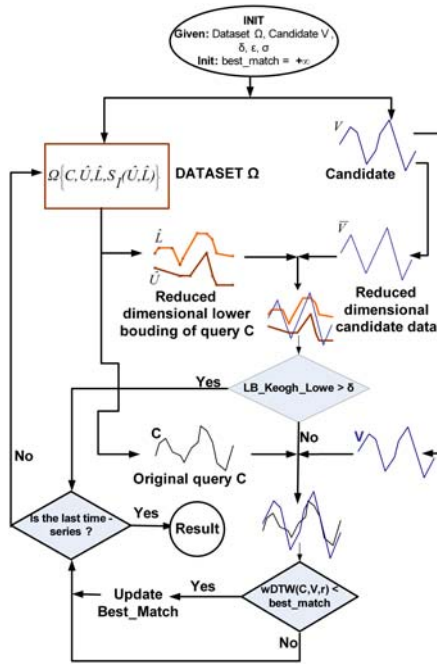 INIT
Given: Dataset Ω, Candidate V,
δ, ε, σ
Init: best_match = +∞
Ω{C,Û,L̂,S_I(Û,L̂)}
DATASET Ω
V
Candidate
L̂
Û
Reduced
dimensional lower
bouding of query C
V̅
Reduced
dimensional
candidate data
Yes
LB_Keogh_Lowe > δ
No
No
C
Original query C
V
Is the last time -
series ?
Yes
Result
Update
Best_Match
Yes
wDTW(C,V,r) <
best_match
No